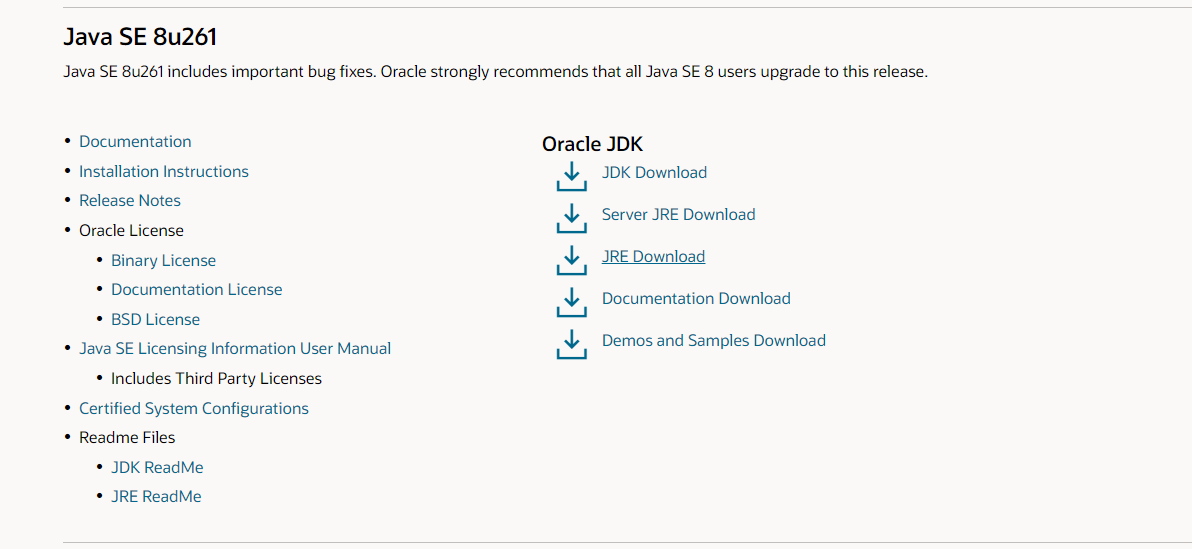 Java SE 8u261
Java SE 8u261 includes important bug fixes. Oracle strongly recommends that all Java SE 8 users upgrade to this release.
Documentation
Installation Instructions
Release Notes
Oracle License
Binary License
Documentation License
BSD License
Java SE Licensing Information User Manual
Includes Third Party Licenses
Certified System Configurations
Readme Files
JDK ReadMe
JRE ReadMe
Oracle JDK
JDK Download
Server JRE Download
JRE Download
Documentation Download
Demos and Samples Download